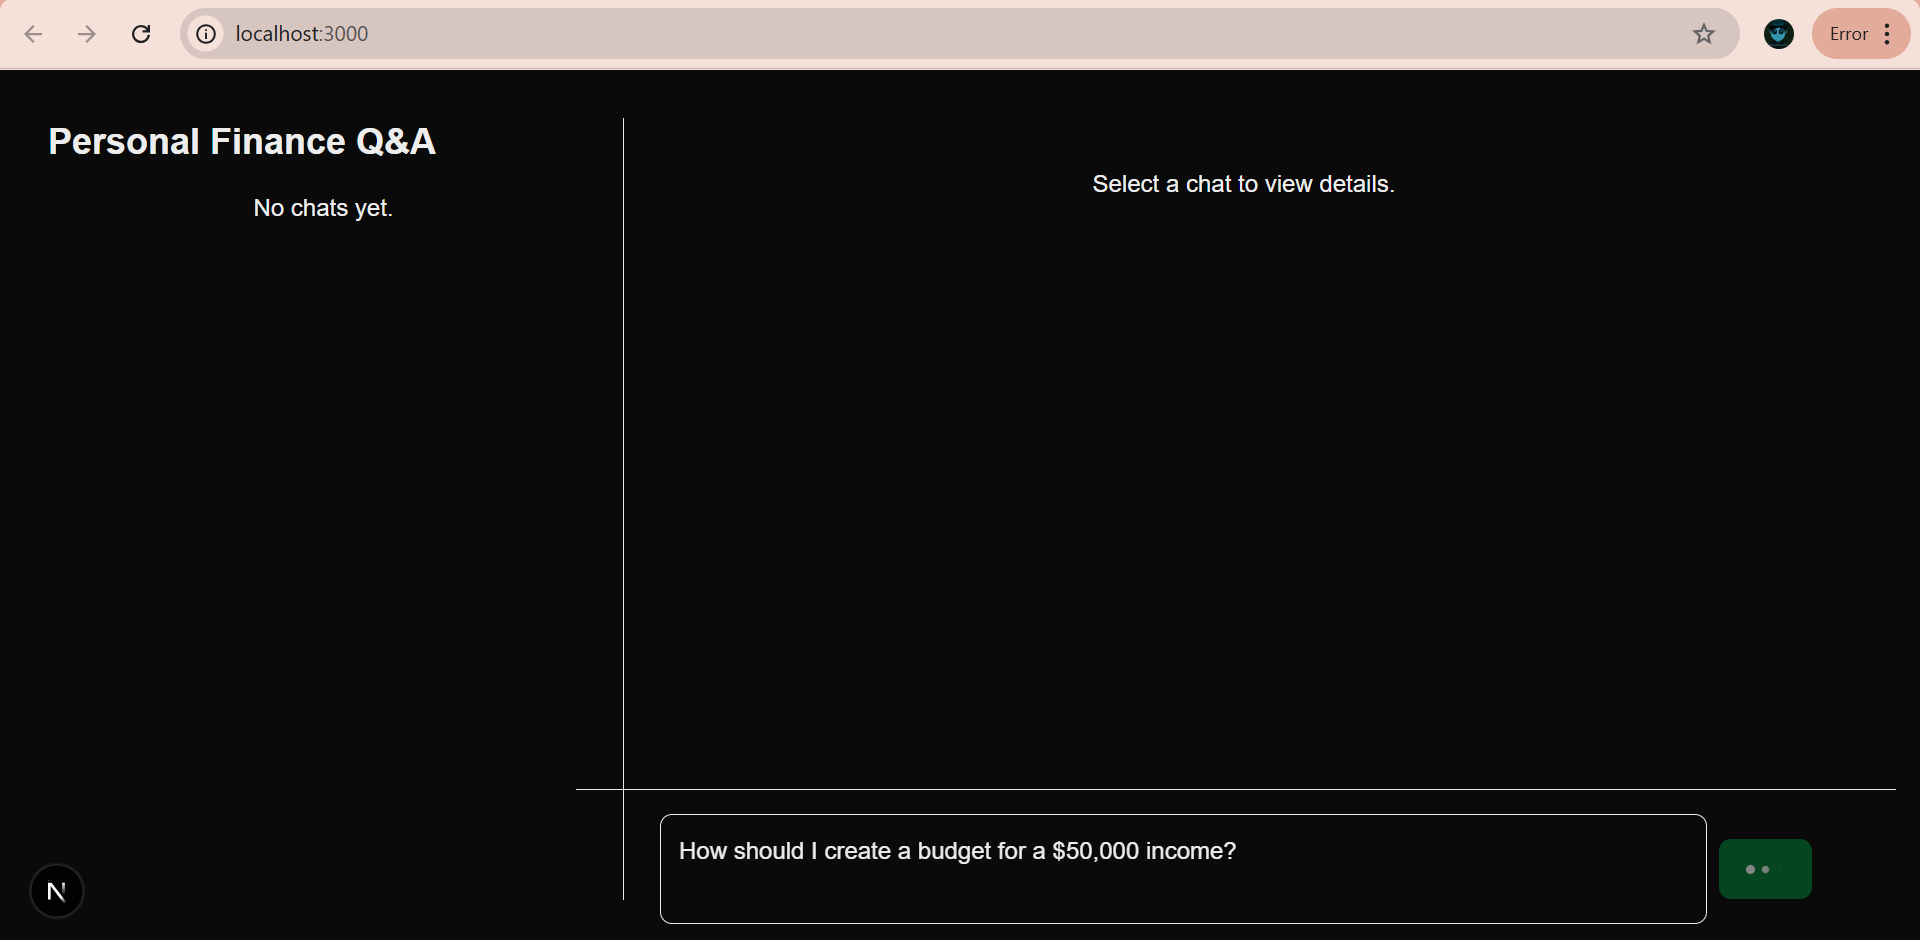 localhost:3000
Error
Personal Finance Q&A
No chats yet.
Select a chat to view details.
How should I create a budget for a $50,000 income?
N